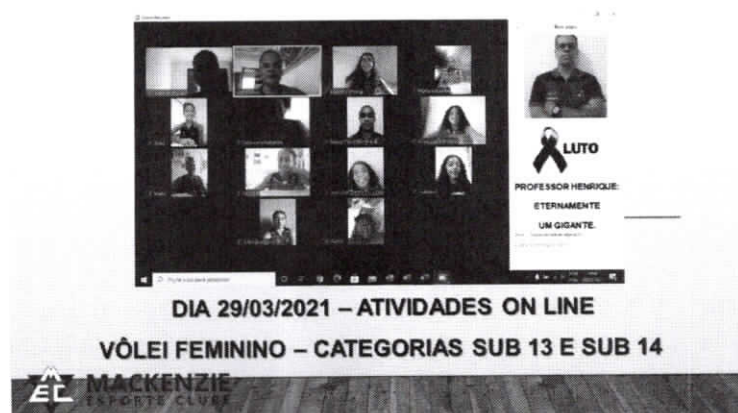 LUTO
PROFESSOR HENRIQUE:
ETERNAMENTE
UM GIGANTE.
DIA 29/03/2021 – ATIVIDADES ON LINE
VÔLEI FEMININO – CATEGORIAS SUB 13 E SUB 14
MEC MACKENZIE
ESPORTE CLUBE